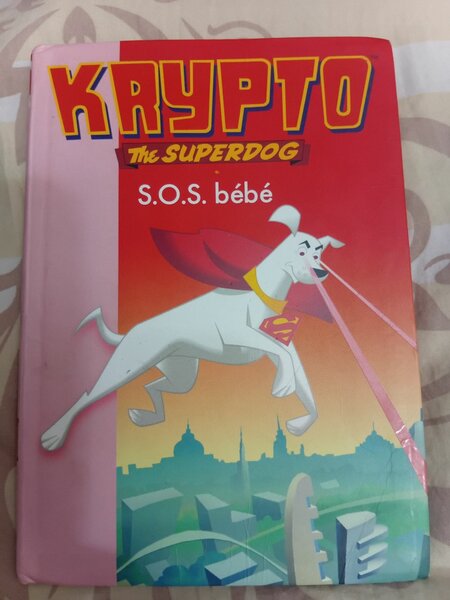 KRYPTO
The SUPERDOG
S.O.S. bébé
S